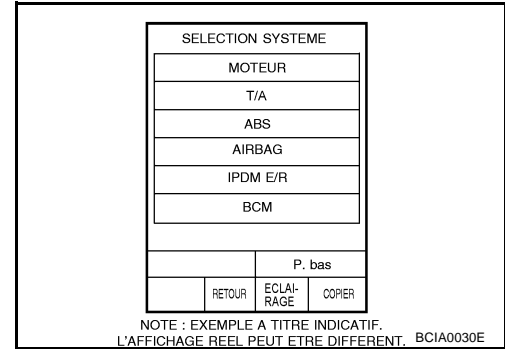 SELECTION SYSTEME
MOTEUR
T/A
ABS
AIRBAG
IPDM E/R
BCM
P. bas
RETOUR
ECLAI-
RAGE
COPIER
NOTE : EXEMPLE A TITRE INDICATIF.
L'AFFICHAGE REEL PEUT ETRE DIFFERENT.
BCIA0030E